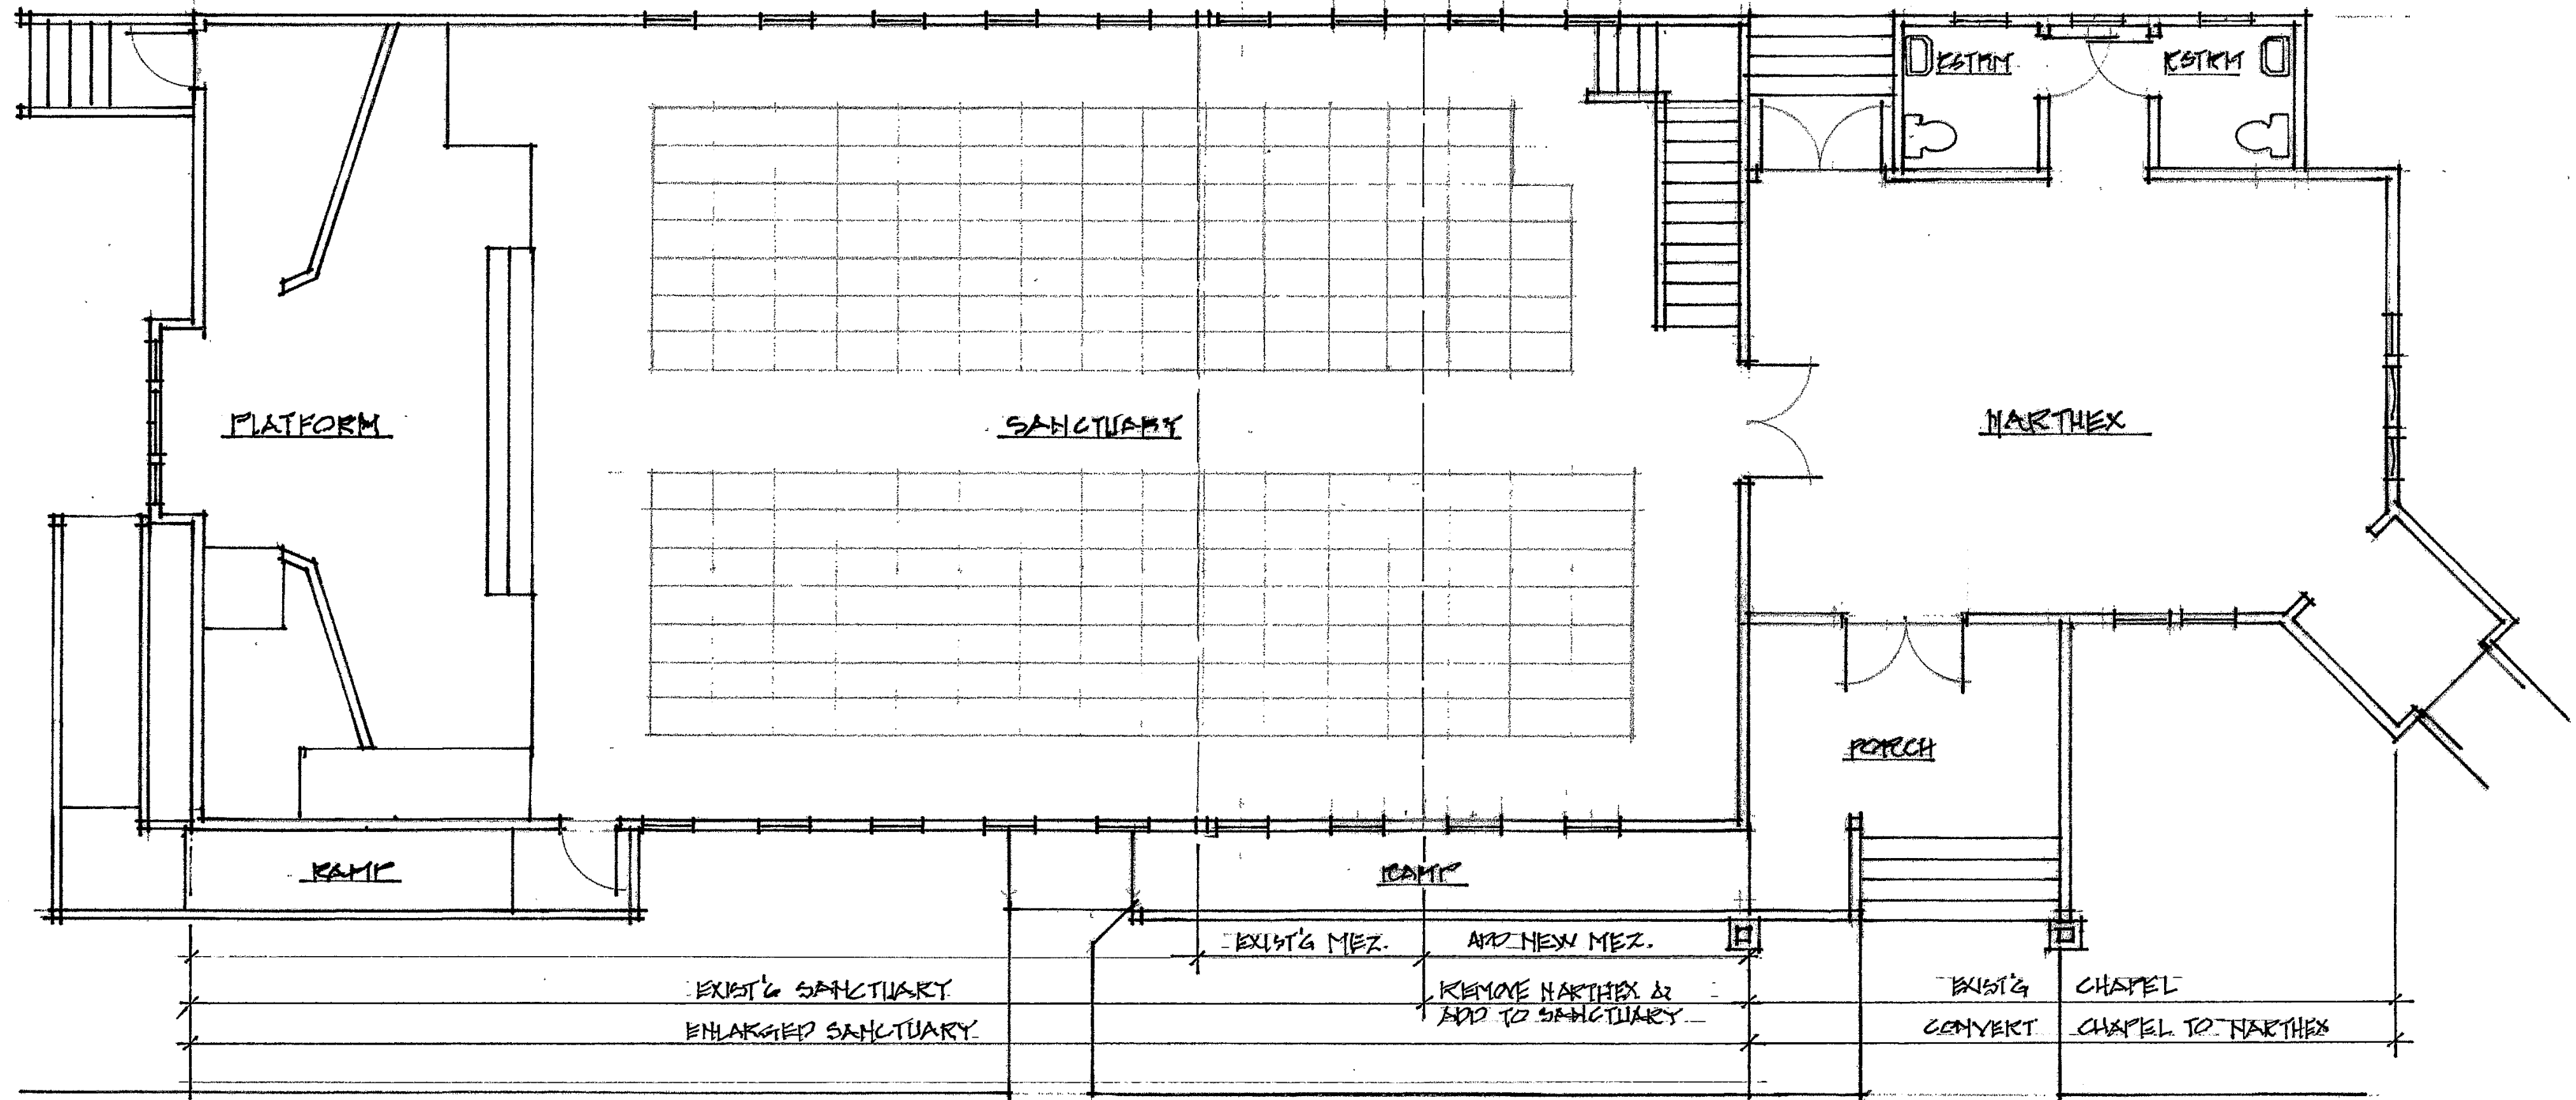 RSTRM
RSTRM
PLATFORM
SANCTUARY
NARTHEX
PORCH
RAMP
RAMP
EXIST'G MEZ.
ADD NEW MEZ.
EXIST'G SANCTUARY
REMOVE NARTHEX &
ADD TO SANCTUARY
EXIST'G CHAPEL
ENLARGED SANCTUARY
CONVERT CHAPEL TO NARTHEX